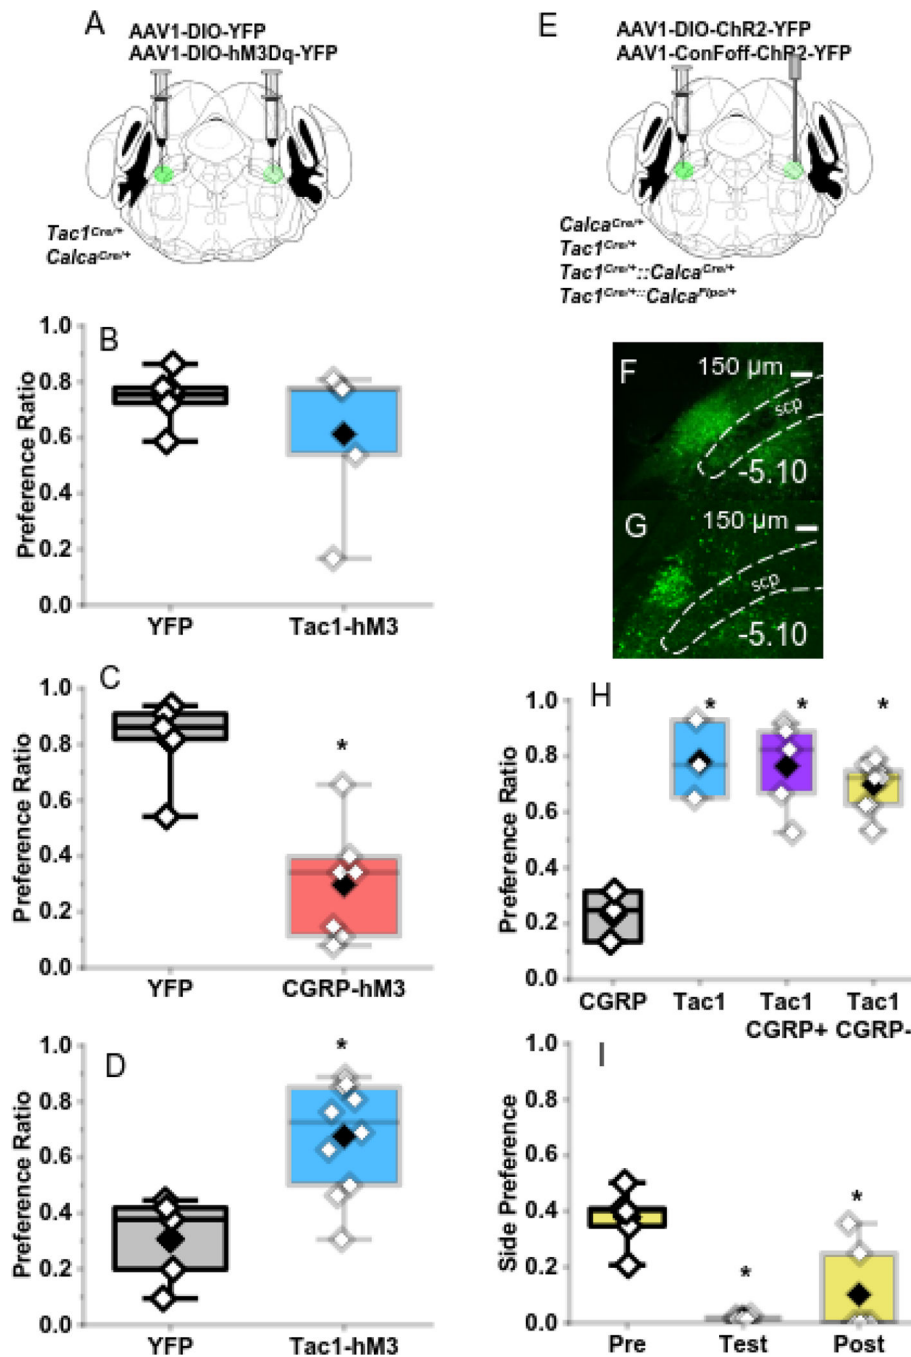 A
AAV1-DIO-YFP
AAV1-DIO-hM3Dq-YFP
Tac1Cre/+
CalcaCre/+
B
Preference Ratio
1.0
0.8
0.6
0.4
0.2
0.0
YFP
Tac1-hM3
C
Preference Ratio
1.0
0.8
0.6
0.4
0.2
0.0
*
YFP
CGRP-hM3
D
Preference Ratio
1.0
0.8
0.6
0.4
0.2
0.0
*
YFP
Tac1-hM3
E
AAV1-DIO-ChR2-YFP
AAV1-ConFoff-ChR2-YFP
CalcaCre/+
Tac1Cre/+
Tac1Cre/+::CalcaCre/+
Tac1Cre/+::CalcaFlpo/+
F
150 µm
scp
-5.10
G
150 µm
scp
-5.10
H
Preference Ratio
1.0
0.8
0.6
0.4
0.2
0.0
* * *
CGRP Tac1 Tac1 Tac1
CGRP+ CGRP-
I
Side Preference
1.0
0.8
0.6
0.4
0.2
0.0
*
*
Pre
Test
Post